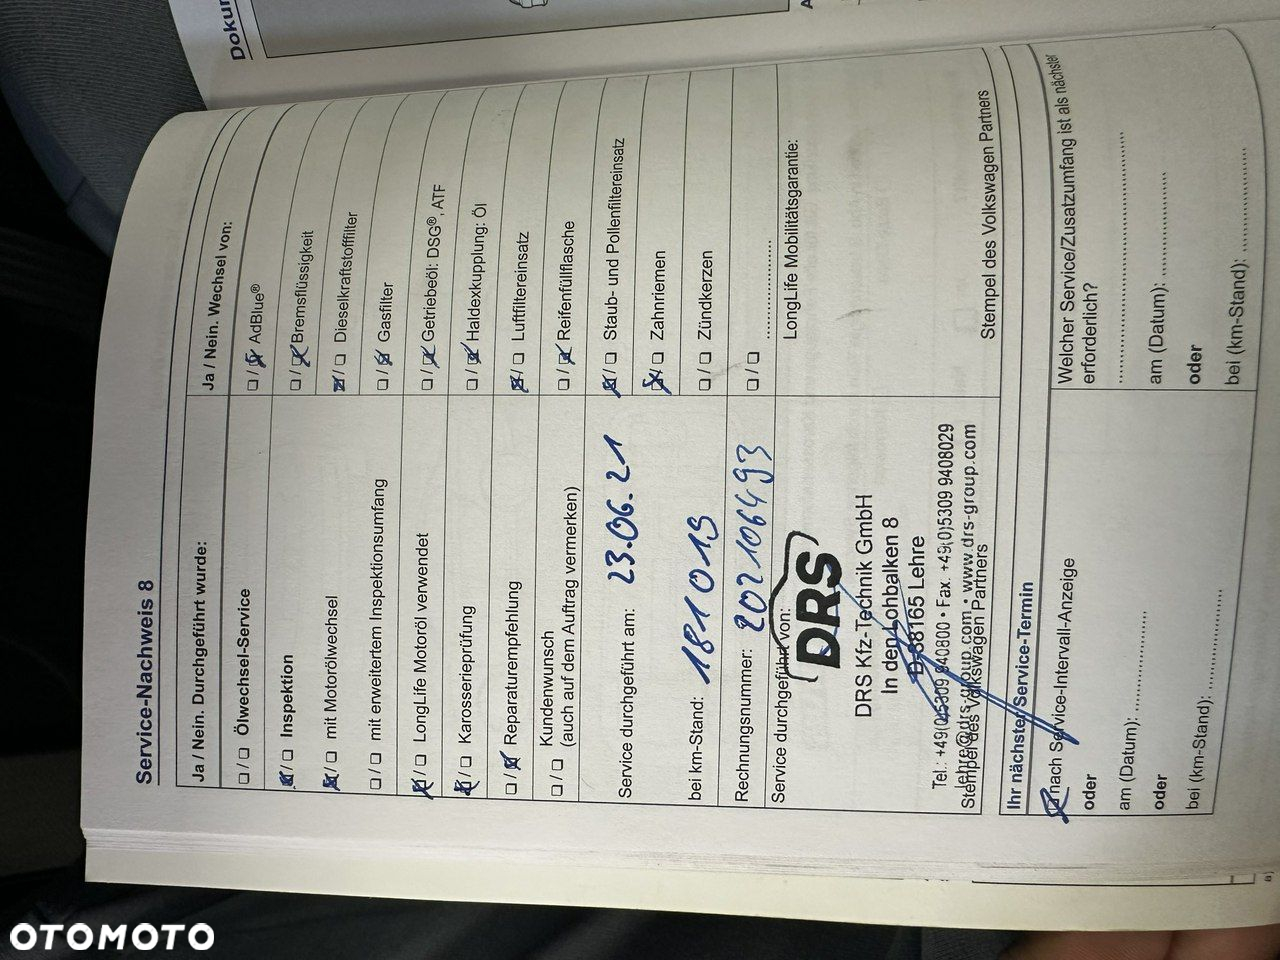 Dokum
Service-Nachweis 8
Ja / Nein. Durchgeführt wurde:
☐ / ☐ Ölwechsel-Service
☒ / ☐ Inspektion
☒ / ☐ mit Motorölwechsel
☐ / ☐ mit erweitertem Inspektionsumfang
☒ / ☐ LongLife Motoröl verwendet
☒ / ☐ Karosserieprüfung
☐ / ☒ Reparaturempfehlung
Kundenwunsch
☐ / ☐ (auch auf dem Auftrag vermerken)
Service durchgeführt am: 23.06.21
bei km-Stand: 181 019
Rechnungsnummer: 202106493
Service durchgeführt von:
DRS
DRS Kfz-Technik GmbH
In den Lohbalken 8
D-38165 Lehre
Tel.: +49(0)5309 940800 • Fax. +49(0)5309 9408029
lehre@drs-group.com • www.drs-group.com
Stempel des Volkswagen Partners
Ja / Nein. Wechsel von:
☐ / ☒ AdBlue®
☐ / ☒ Bremsflüssigkeit
☒ / ☐ Dieselkraftstofffilter
☐ / ☒ Gasfilter
☐ / ☒ Getriebeöl: DSG®, ATF
☐ / ☒ Haldexkupplung: Öl
☒ / ☐ Luftfiltereinsatz
☐ / ☒ Reifenfüllflasche
☒ / ☐ Staub- und Pollenfiltereinsatz
☒ / ☐ Zahnriemen
☐ / ☐ Zündkerzen
☐ / ☐ ....................
LongLife Mobilitätsgarantie:
Stempel des Volkswagen Partners
Ihr nächster Service-Termin
☒ nach Service-Intervall-Anzeige
oder
am (Datum): ....................
oder
bei (km-Stand): ....................
Welcher Service/Zusatzumfang ist als nächster
erforderlich?
....................
am (Datum): ....................
oder
bei (km-Stand): ....................
OTOMOTO